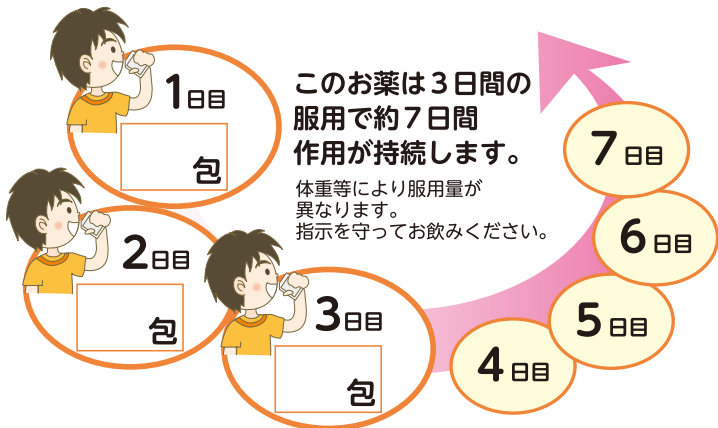 1日目
包
2日目
包
3日目
包
このお薬は3日間の
服用で約7日間
作用が持続します。
体重等により服用量が
異なります。
指示を守ってお飲みください。
4日目
5日目
6日目
7日目